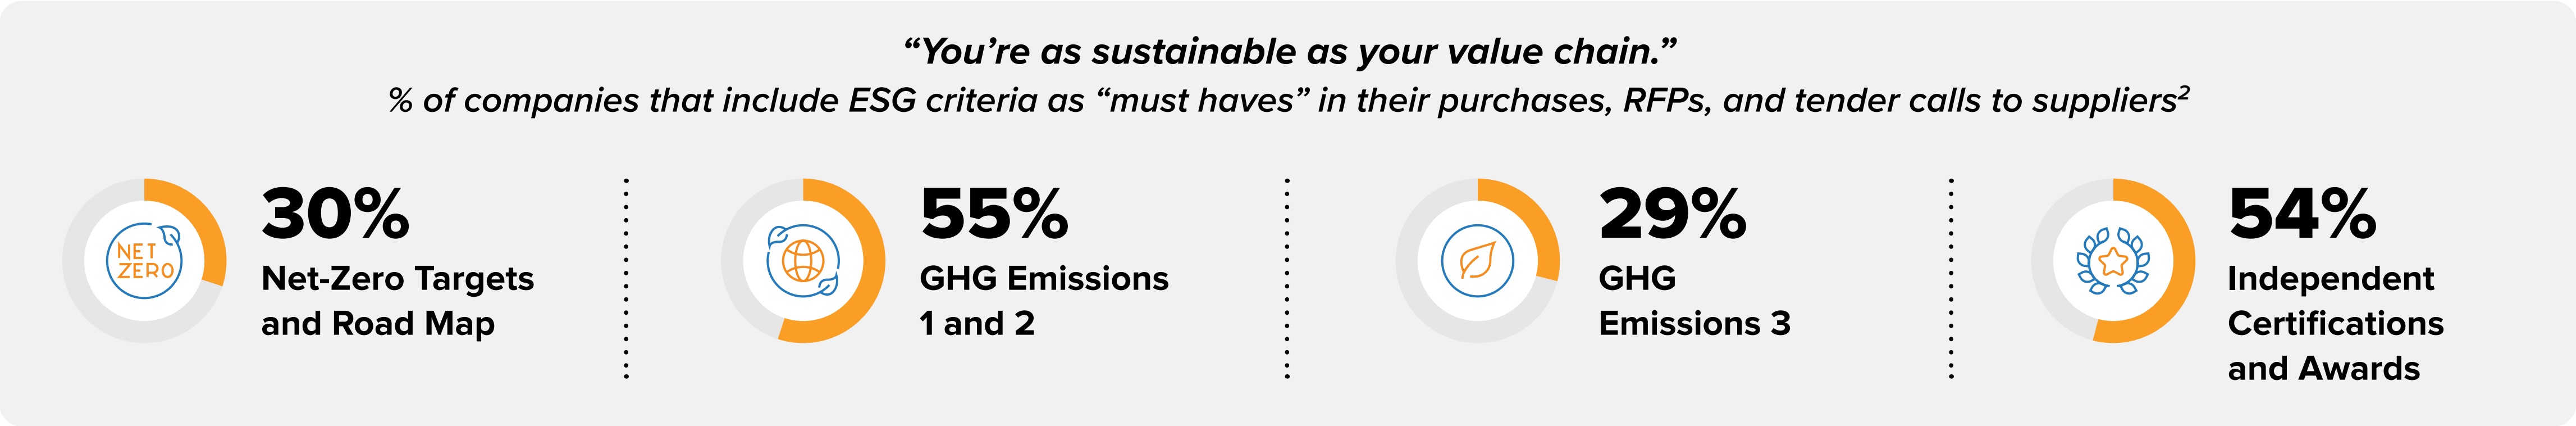 “You’re as sustainable as your value chain.”
% of companies that include ESG criteria as “must haves” in their purchases, RFPs, and tender calls to suppliers²
NET
ZERO
30%
Net-Zero Targets
and Road Map
55%
GHG Emissions
1 and 2
29%
GHG
Emissions 3
54%
Independent
Certifications
and Awards